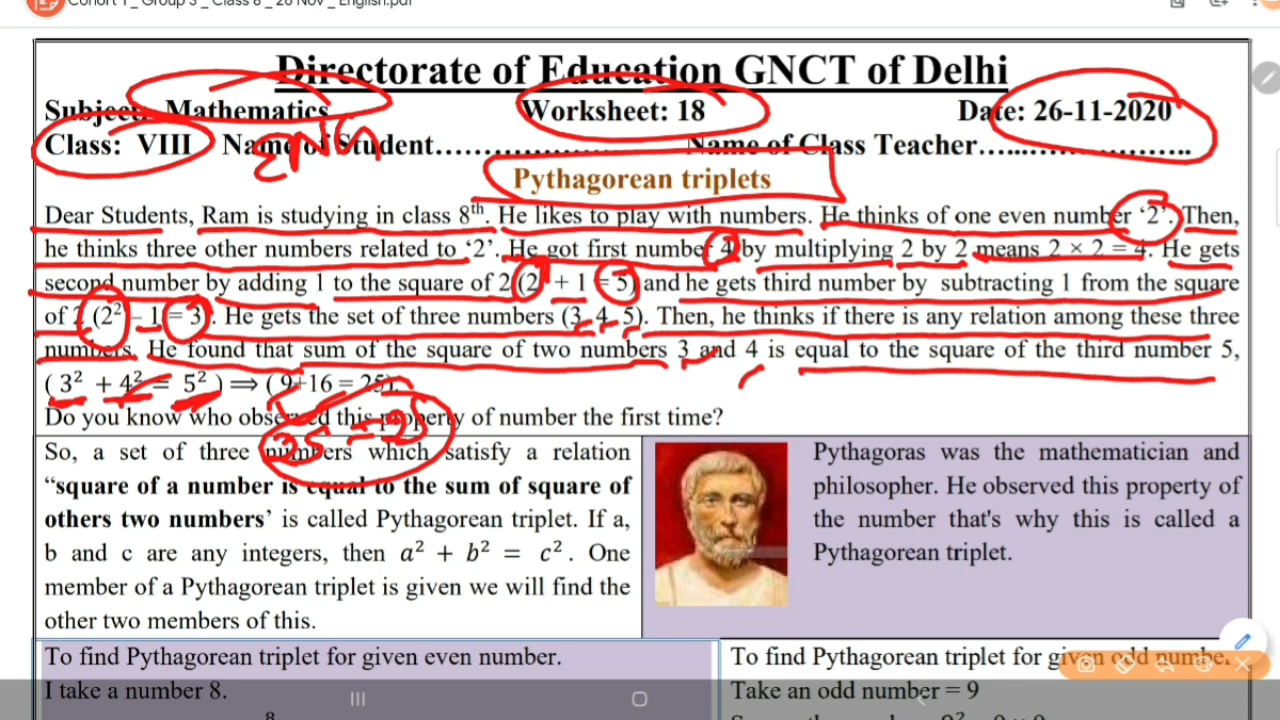 Cohort 1_ Group 3 _ Class 8 _ 26 Nov _ English.pdf
Directorate of Education GNCT of Delhi
Subject: Mathematics Worksheet: 18 Date: 26-11-2020
Class: VIII Name of Student…………………… Name of Class Teacher…...……………..
ENG
Pythagorean triplets
Dear Students, Ram is studying in class 8th. He likes to play with numbers. He thinks of one even number ‘2’. Then,
he thinks three other numbers related to ‘2’. He got first number 4 by multiplying 2 by 2 means 2 × 2 = 4. He gets
second number by adding 1 to the square of 2 (2² + 1 = 5) and he gets third number by subtracting 1 from the square
of 2 (2² – 1 = 3). He gets the set of three numbers (3, 4, 5). Then, he thinks if there is any relation among these three
numbers. He found that sum of the square of two numbers 3 and 4 is equal to the square of the third number 5,
( 3² + 4² = 5² ) ⟹ ( 9+16 = 25).
Do you know who observed this property of number the first time?
25 = 25
So, a set of three numbers which satisfy a relation
“square of a number is equal to the sum of square of
others two numbers’ is called Pythagorean triplet. If a,
b and c are any integers, then a² + b² = c². One
member of a Pythagorean triplet is given we will find the
other two members of this.
Pythagoras was the mathematician and
philosopher. He observed this property of
the number that's why this is called a
Pythagorean triplet.
To find Pythagorean triplet for given even number.
I take a number 8.
To find Pythagorean triplet for given odd numbe
Take an odd number = 9